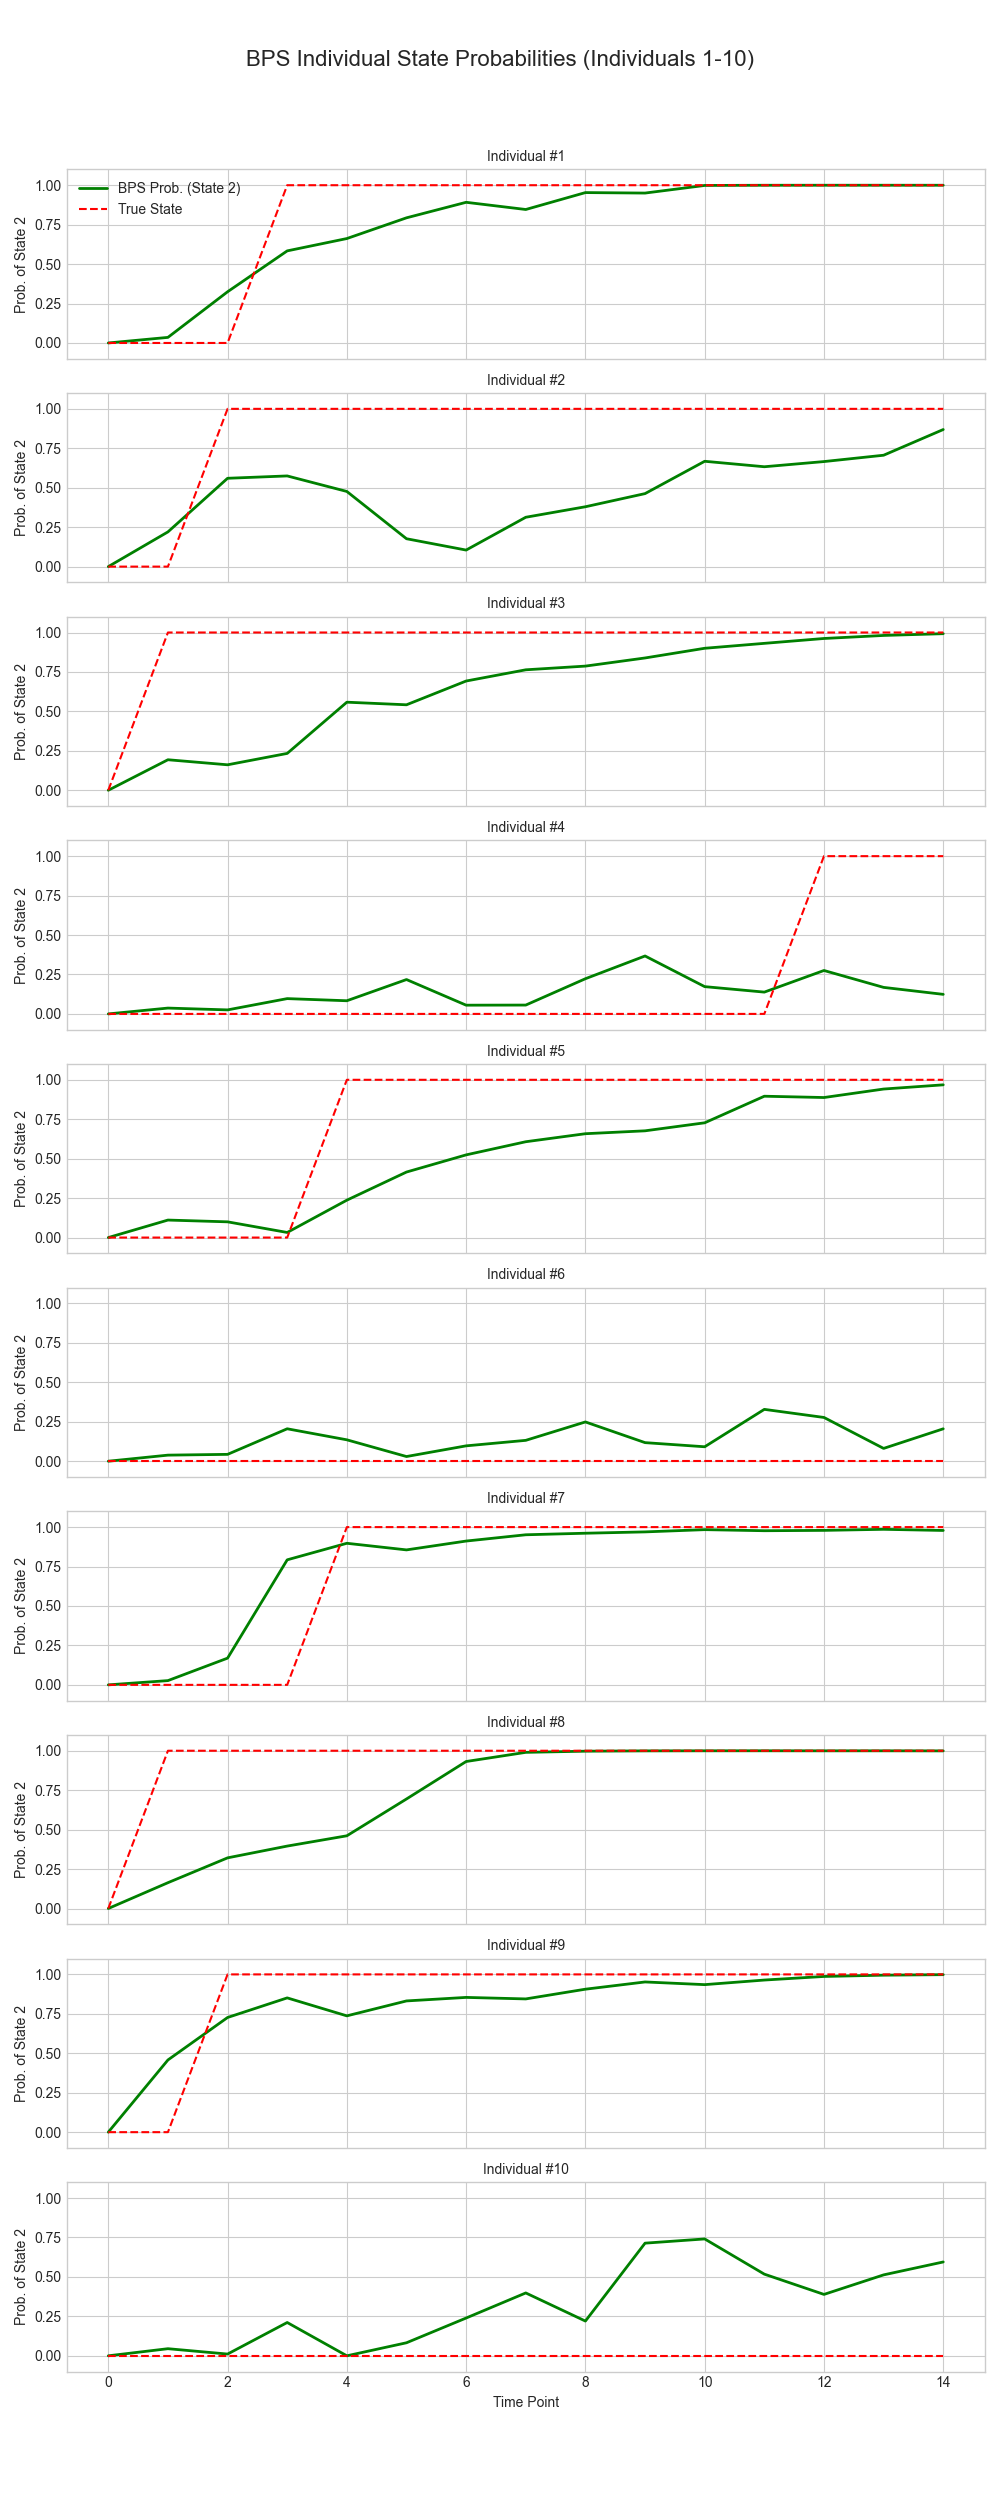 BPS Individual State Probabilities (Individuals 1-10)
Individual #1
BPS Prob. (State 2)
True State
1.00
0.75
0.50
0.25
0.00
Prob. of State 2
Individual #2
1.00
0.75
0.50
0.25
0.00
Prob. of State 2
Individual #3
1.00
0.75
0.50
0.25
0.00
Prob. of State 2
Individual #4
1.00
0.75
0.50
0.25
0.00
Prob. of State 2
Individual #5
1.00
0.75
0.50
0.25
0.00
Prob. of State 2
Individual #6
1.00
0.75
0.50
0.25
0.00
Prob. of State 2
Individual #7
1.00
0.75
0.50
0.25
0.00
Prob. of State 2
Individual #8
1.00
0.75
0.50
0.25
0.00
Prob. of State 2
Individual #9
1.00
0.75
0.50
0.25
0.00
Prob. of State 2
Individual #10
1.00
0.75
0.50
0.25
0.00
Prob. of State 2
0 2 4 6 8 10 12 14
Time Point